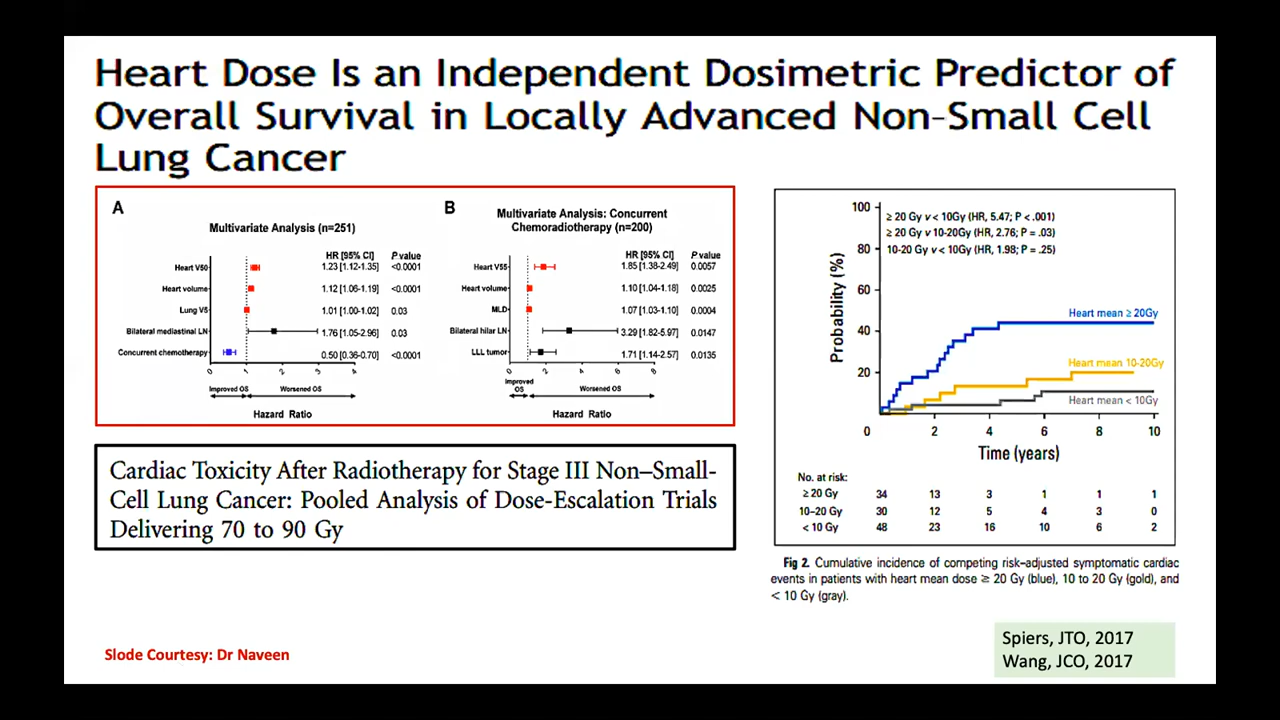 Heart Dose Is an Independent Dosimetric Predictor of
Overall Survival in Locally Advanced Non-Small Cell
Lung Cancer
A
Multivariate Analysis (n=251)
HR [95% CI] P value
Heart V50 1.23 [1.12-1.35] <0.0001
Heart volume 1.12 [1.06-1.19] <0.0001
Lung V5 1.01 [1.00-1.02] 0.03
Bilateral mediastinal LN 1.76 [1.05-2.96] 0.03
Concurrent chemotherapy 0.50 [0.36-0.70] <0.0001
0 1 2 3 4
Improved OS Worsened OS
Hazard Ratio
B
Multivariate Analysis: Concurrent
Chemoradiotherapy (n=200)
HR [95% CI] P value
Heart V55 1.85 [1.38-2.49] 0.0057
Heart volume 1.10 [1.04-1.18] 0.0025
MLD 1.07 [1.03-1.10] 0.0004
Bilateral hilar LN 3.29 [1.82-5.97] 0.0147
LLL tumor 1.71 [1.14-2.57] 0.0135
0 2 4 6 8
Improved
OS
Worsened OS
Hazard Ratio
Cardiac Toxicity After Radiotherapy for Stage III Non–Small-
Cell Lung Cancer: Pooled Analysis of Dose-Escalation Trials
Delivering 70 to 90 Gy
≥ 20 Gy v < 10Gy (HR, 5.47; P < .001)
≥ 20 Gy v 10-20Gy (HR, 2.76; P = .03)
10-20 Gy v < 10Gy (HR, 1.98; P = .25)
Probability (%)
100
80
60
40
20
Heart mean ≥ 20Gy
Heart mean 10-20Gy
Heart mean < 10Gy
0 2 4 6 8 10
Time (years)
No. at risk:
≥ 20 Gy 34 13 3 1 1 1
10–20 Gy 30 12 5 4 3 0
< 10 Gy 48 23 16 10 6 2
Fig 2. Cumulative incidence of competing risk–adjusted symptomatic cardiac
events in patients with heart mean dose ≥ 20 Gy (blue), 10 to 20 Gy (gold), and
< 10 Gy (gray).
Slode Courtesy: Dr Naveen
Spiers, JTO, 2017
Wang, JCO, 2017